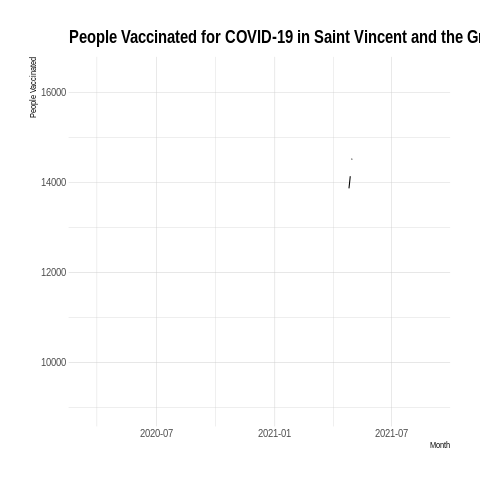 People Vaccinated for COVID-19 in Saint Vincent and the Gr
People Vaccinated
16000
14000
12000
10000
2020-07
2021-01
2021-07
Month